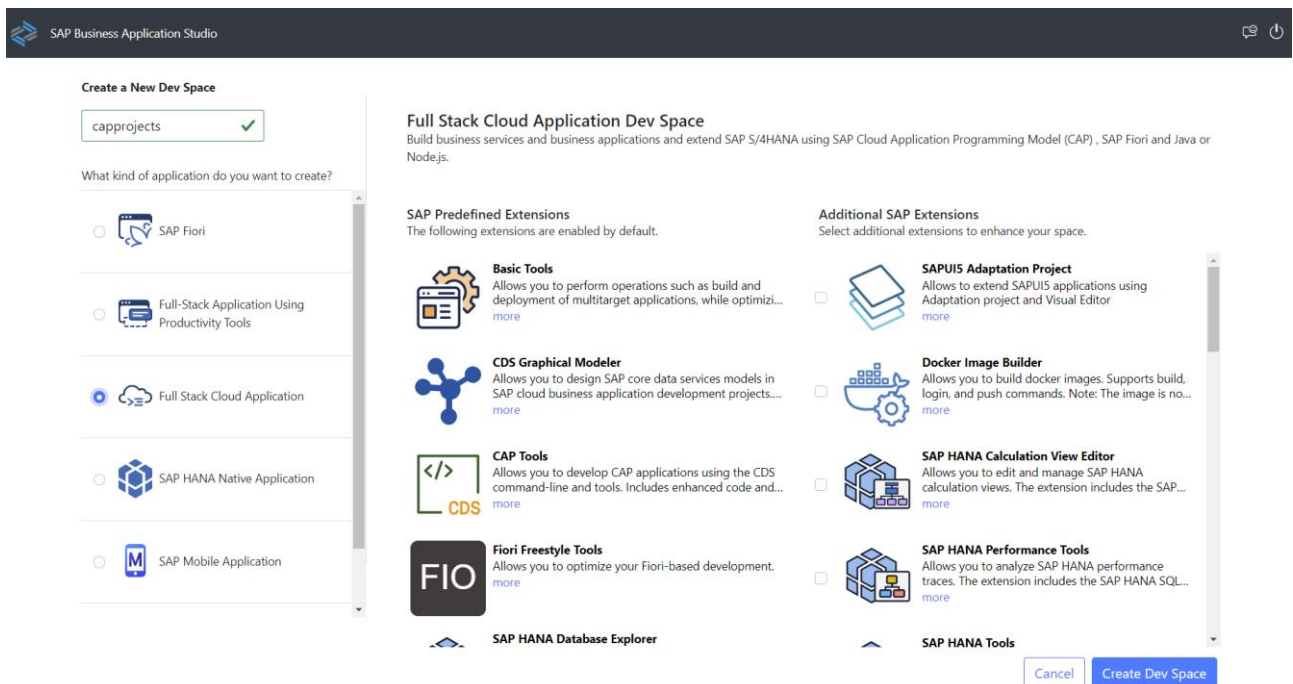 SAP Business Application Studio
Create a New Dev Space
capprojects
What kind of application do you want to create?
SAP Fiori
Full-Stack Application Using
Productivity Tools
Full Stack Cloud Application
SAP HANA Native Application
M
SAP Mobile Application
Full Stack Cloud Application Dev Space
Build business services and business applications and extend SAP S/4HANA using SAP Cloud Application Programming Model (CAP) , SAP Fiori and Java or
Node.js.
SAP Predefined Extensions
The following extensions are enabled by default.
Basic Tools
Allows you to perform operations such as build and
deployment of multitarget applications, while optimizi...
more
CDS Graphical Modeler
Allows you to design SAP core data services models in
SAP cloud business application development projects....
more
</>
CDS
CAP Tools
Allows you to develop CAP applications using the CDS
command-line and tools. Includes enhanced code and...
more
FIO
Fiori Freestyle Tools
Allows you to optimize your Fiori-based development.
more
SAP HANA Database Explorer
Additional SAP Extensions
Select additional extensions to enhance your space.
SAPUI5 Adaptation Project
Allows to extend SAPUI5 applications using
Adaptation project and Visual Editor
more
Docker Image Builder
Allows you to build docker images. Supports build,
login, and push commands. Note: The image is no...
more
SAP HANA Calculation View Editor
Allows you to edit and manage SAP HANA
calculation views. The extension includes the SAP...
more
SAP HANA Performance Tools
Allows you to analyze SAP HANA performance
traces. The extension includes the SAP HANA SQL...
more
SAP HANA Tools
Cancel
Create Dev Space